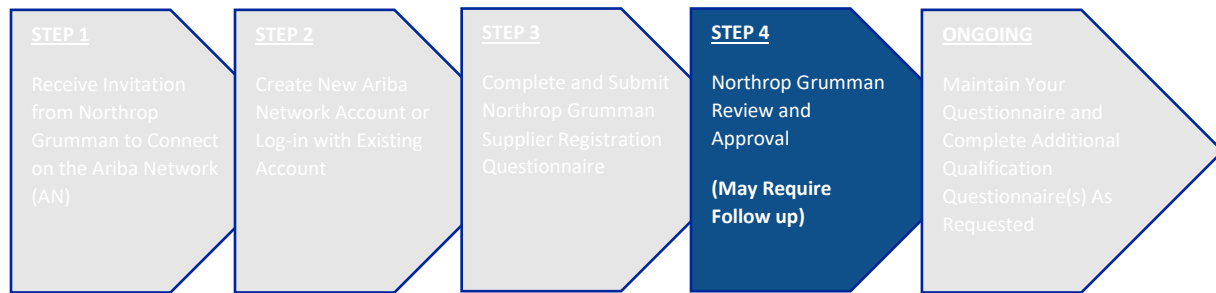 STEP 1
Receive Invitation
from Northrop
Grumman to Connect
on the Ariba Network
(AN)
STEP 2
Create New Ariba
Network Account or
Log-in with Existing
Account
STEP 3
Complete and Submit
Northrop Grumman
Supplier Registration
Questionnaire
STEP 4
Northrop Grumman
Review and
Approval
(May Require
Follow up)
ONGOING
Maintain Your
Questionnaire and
Complete Additional
Qualification
Questionnaire(s) As
Requested